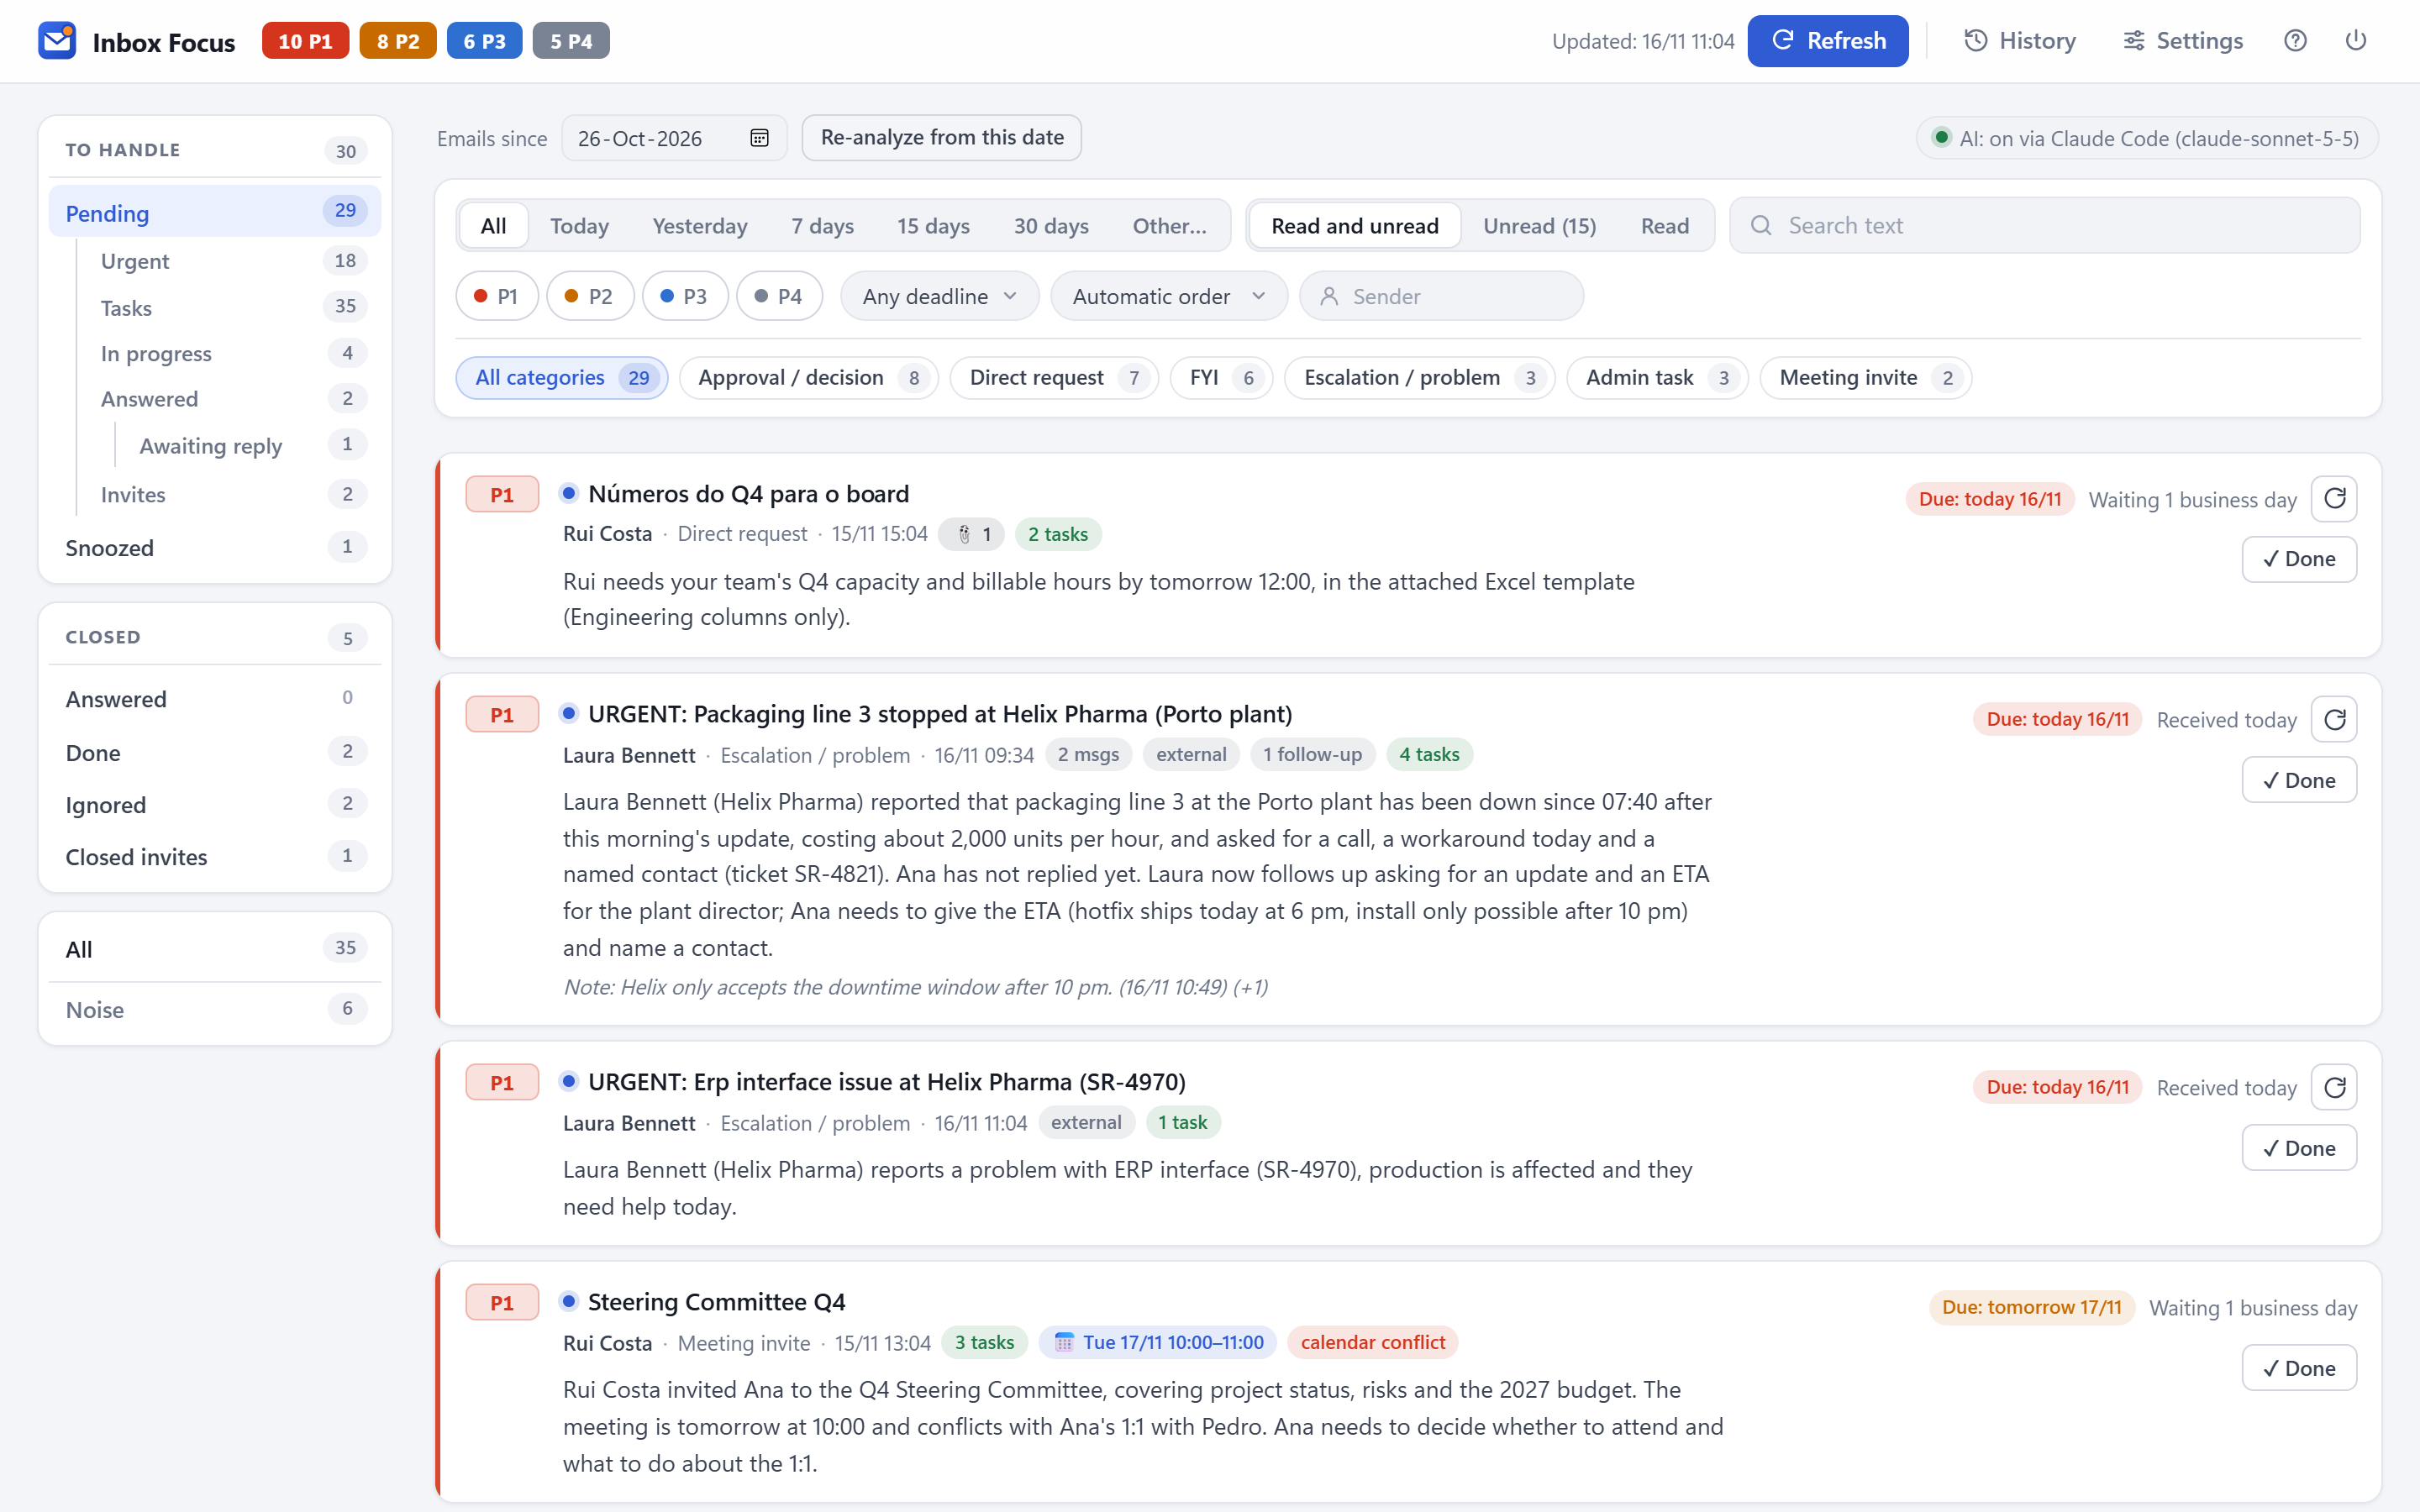 Inbox Focus 10 P1 8 P2 6 P3 5 P4 Updated: 16/11 11:04 Refresh History Settings
TO HANDLE 30
Pending 29
Urgent 18
Tasks 35
In progress 4
Answered 2
Awaiting reply 1
Invites 2
Snoozed 1
CLOSED 5
Answered 0
Done 2
Ignored 2
Closed invites 1
All 35
Noise 6
Emails since 26-Oct-2026 Re-analyze from this date AI: on via Claude Code (claude-sonnet-5-5)
All Today Yesterday 7 days 15 days 30 days Other... Read and unread Unread (15) Read Search text
P1 P2 P3 P4 Any deadline Automatic order Sender
All categories 29 Approval / decision 8 Direct request 7 FYI 6 Escalation / problem 3 Admin task 3 Meeting invite 2
P1 Números do Q4 para o board Due: today 16/11 Waiting 1 business day
Rui Costa · Direct request · 15/11 15:04 1 2 tasks
✓ Done
Rui needs your team's Q4 capacity and billable hours by tomorrow 12:00, in the attached Excel template
(Engineering columns only).
P1 URGENT: Packaging line 3 stopped at Helix Pharma (Porto plant) Due: today 16/11 Received today
Laura Bennett · Escalation / problem · 16/11 09:34 2 msgs external 1 follow-up 4 tasks
✓ Done
Laura Bennett (Helix Pharma) reported that packaging line 3 at the Porto plant has been down since 07:40 after
this morning's update, costing about 2,000 units per hour, and asked for a call, a workaround today and a
named contact (ticket SR-4821). Ana has not replied yet. Laura now follows up asking for an update and an ETA
for the plant director; Ana needs to give the ETA (hotfix ships today at 6 pm, install only possible after 10 pm)
and name a contact.
Note: Helix only accepts the downtime window after 10 pm. (16/11 10:49) (+1)
P1 URGENT: Erp interface issue at Helix Pharma (SR-4970) Due: today 16/11 Received today
Laura Bennett · Escalation / problem · 16/11 11:04 external 1 task
✓ Done
Laura Bennett (Helix Pharma) reports a problem with ERP interface (SR-4970), production is affected and they
need help today.
P1 Steering Committee Q4 Due: tomorrow 17/11 Waiting 1 business day
Rui Costa · Meeting invite · 15/11 13:04 3 tasks Tue 17/11 10:00–11:00 calendar conflict
✓ Done
Rui Costa invited Ana to the Q4 Steering Committee, covering project status, risks and the 2027 budget. The
meeting is tomorrow at 10:00 and conflicts with Ana's 1:1 with Pedro. Ana needs to decide whether to attend and
what to do about the 1:1.